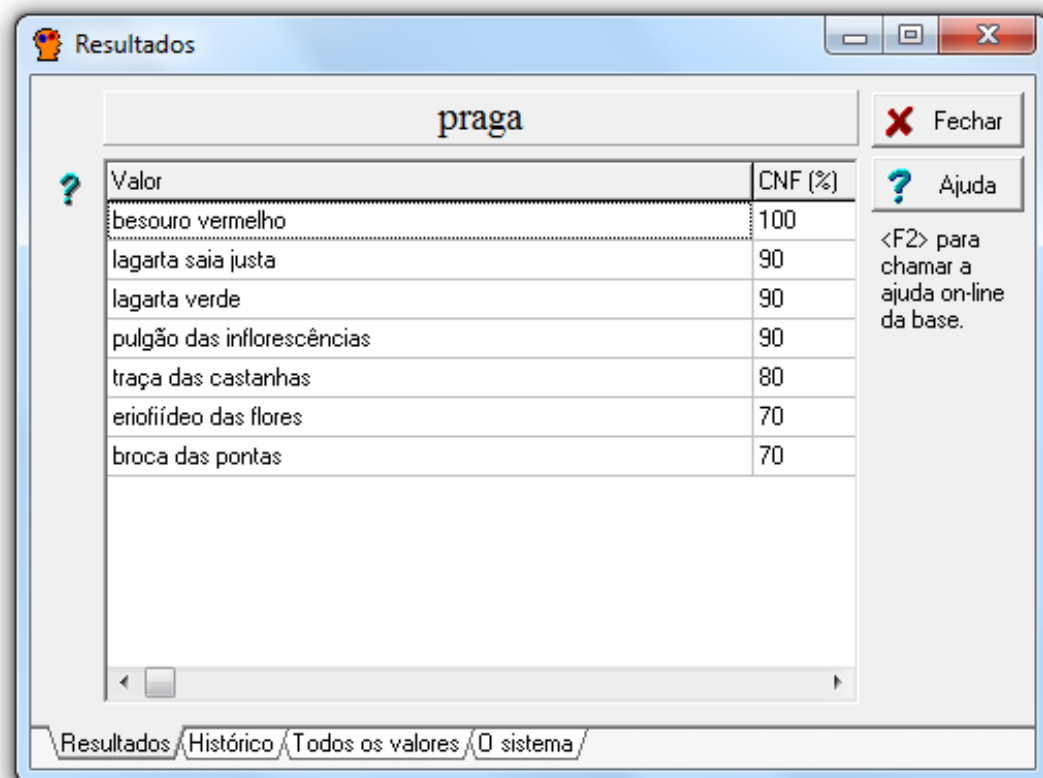 Resultados
praga
Fechar
Valor CNF (%)
Ajuda
besouro vermelho 100
lagarta saia justa 90
lagarta verde 90
pulgão das inflorescências 90
traça das castanhas 80
eriofiídeo das flores 70
broca das pontas 70
<F2> para
chamar a
ajuda on-line
da base.
Resultados Histórico Todos os valores O sistema